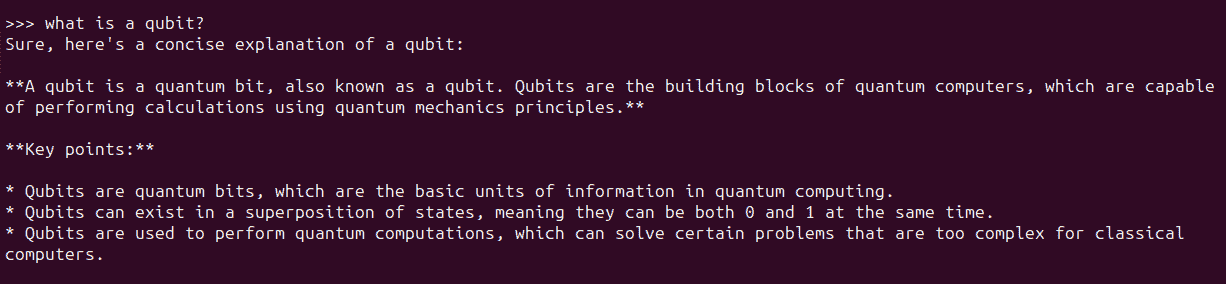 >>> what is a qubit?
Sure, here's a concise explanation of a qubit:
**A qubit is a quantum bit, also known as a qubit. Qubits are the building blocks of quantum computers, which are capable
of performing calculations using quantum mechanics principles.**
**Key points:**
* Qubits are quantum bits, which are the basic units of information in quantum computing.
* Qubits can exist in a superposition of states, meaning they can be both 0 and 1 at the same time.
* Qubits are used to perform quantum computations, which can solve certain problems that are too complex for classical
computers.